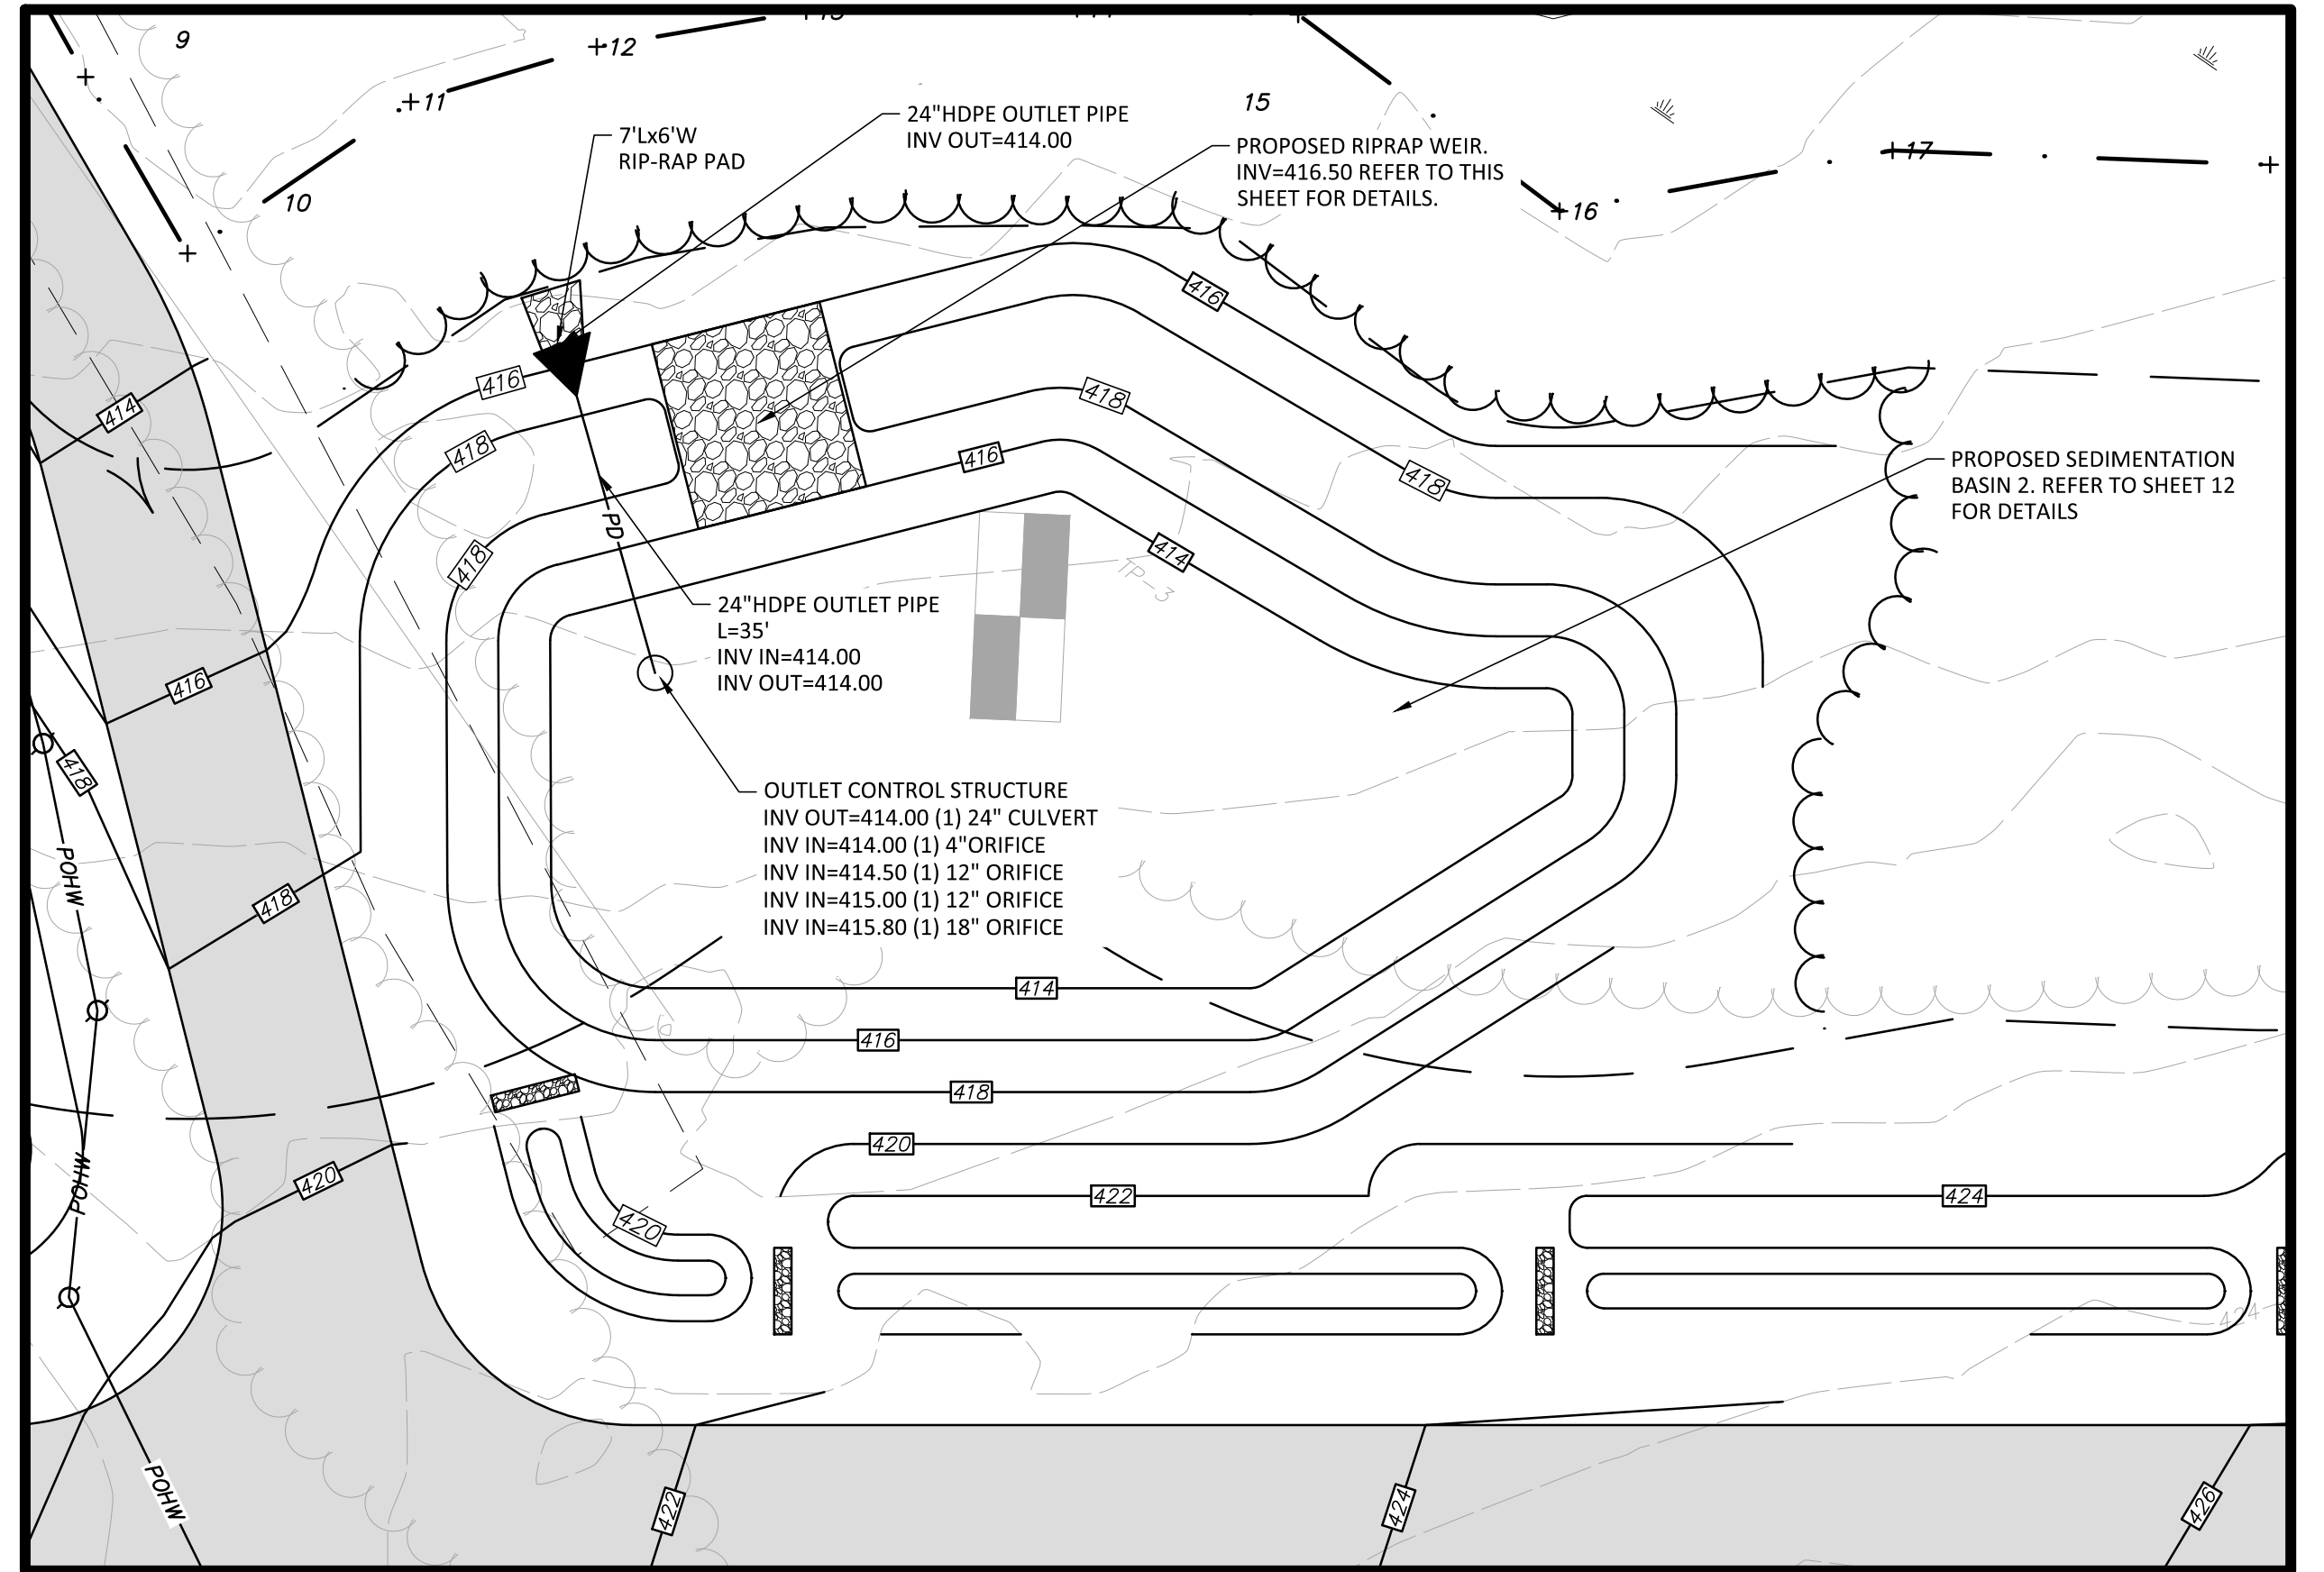 9
+12
+11
10
15
+17
+16
24"HDPE OUTLET PIPE
INV OUT=414.00
7'Lx6'W
RIP-RAP PAD
PROPOSED RIPRAP WEIR.
INV=416.50 REFER TO THIS
SHEET FOR DETAILS.
416
416
418
414
418
416
418
418
PROPOSED SEDIMENTATION
BASIN 2. REFER TO SHEET 12
FOR DETAILS
PD
414
TP-3
418
24"HDPE OUTLET PIPE
L=35'
INV IN=414.00
INV OUT=414.00
416
418
OUTLET CONTROL STRUCTURE
INV OUT=414.00 (1) 24" CULVERT
INV IN=414.00 (1) 4"ORIFICE
INV IN=414.50 (1) 12" ORIFICE
INV IN=415.00 (1) 12" ORIFICE
INV IN=415.80 (1) 18" ORIFICE
POHW
418
414
416
418
420
POHW
420
422
424
420
424
POHW
422
424
426